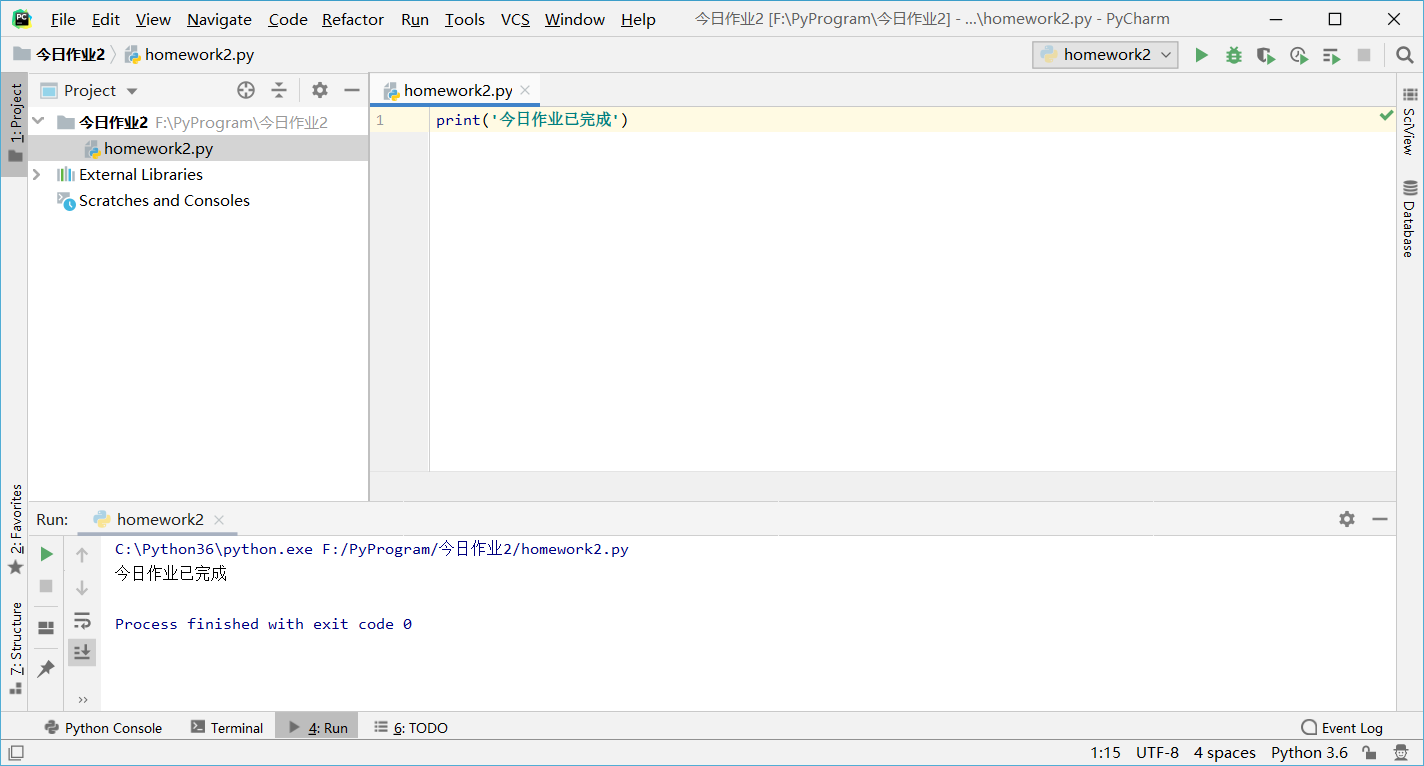 File Edit View Navigate Code Refactor Run Tools VCS Window Help 今日作业2 [F:\PyProgram\今日作业2] - ...\homework2.py - PyCharm
今日作业2 homework2.py homework2
1: Project
Project
homework2.py
今日作业2 F:\PyProgram\今日作业2
homework2.py
External Libraries
Scratches and Consoles
1 print('今日作业已完成')
SciView
Database
2: Favorites
Z: Structure
Run: homework2
C:\Python36\python.exe F:/PyProgram/今日作业2/homework2.py
今日作业已完成
Process finished with exit code 0
Python Console Terminal 4: Run 6: TODO Event Log
1:15 UTF-8 4 spaces Python 3.6